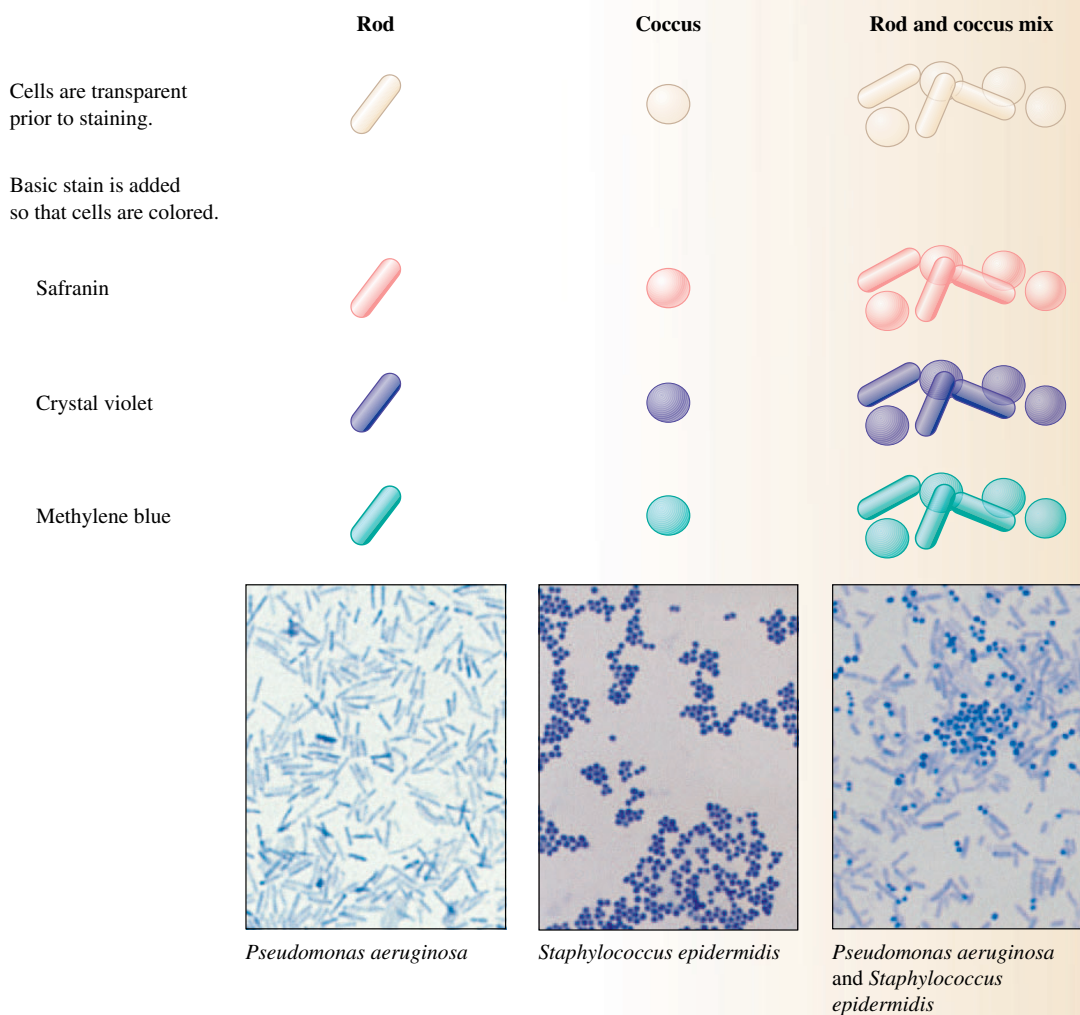 Rod
Coccus
Rod and coccus mix
Cells are transparent
prior to staining.
Basic stain is added
so that cells are colored.
Safranin
Crystal violet
Methylene blue
Pseudomonas aeruginosa
Staphylococcus epidermidis
Pseudomonas aeruginosa
and Staphylococcus
epidermidis